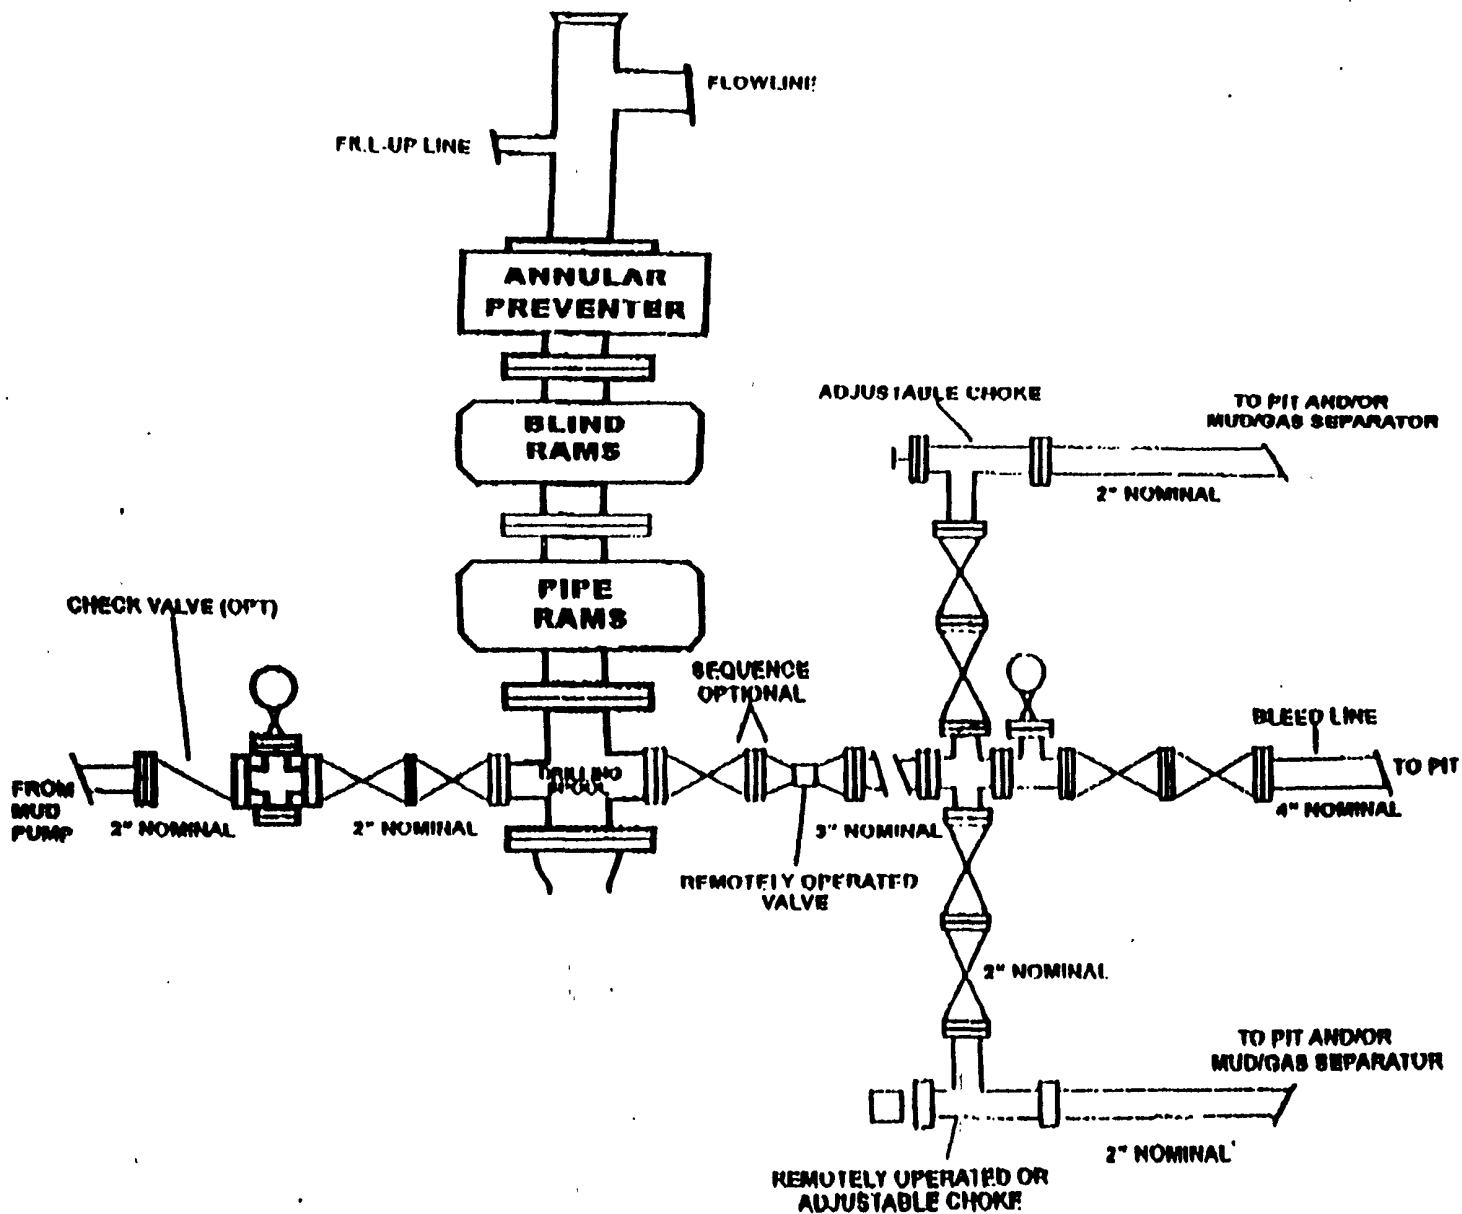 FLOWLINE
FILL-UP LINE
ANNULAR
PREVENTER
BLIND
RAMS
ADJUSTABLE CHOKE
TO PIT AND/OR
MUD/GAS SEPARATOR
2" NOMINAL
PIPE
RAMS
CHECK VALVE (OPT)
SEQUENCE
OPTIONAL
BLEED LINE
TO PIT
FROM
MUD
PUMP
2" NOMINAL
2" NOMINAL
DRILLING
3" NOMINAL
4" NOMINAL
REMOTELY OPERATED
VALVE
2" NOMINAL
TO PIT AND/OR
MUD/GAS SEPARATOR
2" NOMINAL
REMOTELY OPERATED OR
ADJUSTABLE CHOKE